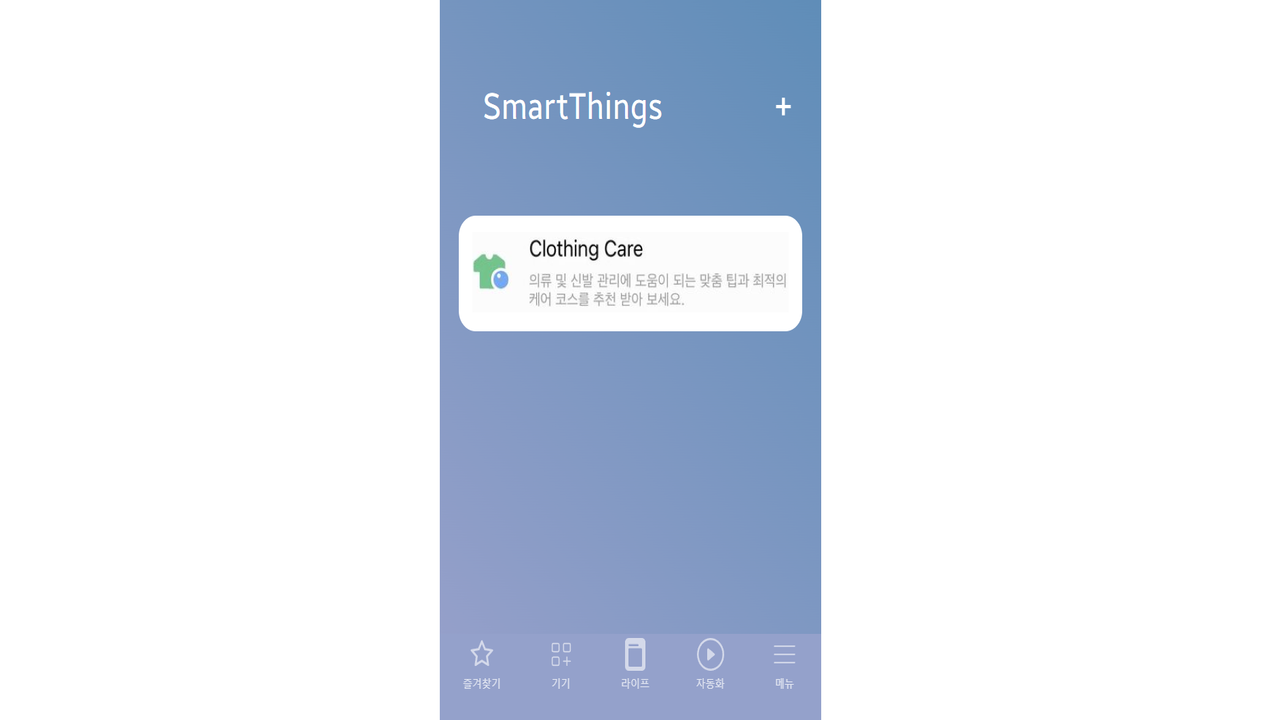 SmartThings +
Clothing Care
의류 및 신발 관리에 도움이 되는 맞춤 팁과 최적의
케어 코스를 추천 받아 보세요.
즐겨찾기 기기 라이프 자동화 메뉴